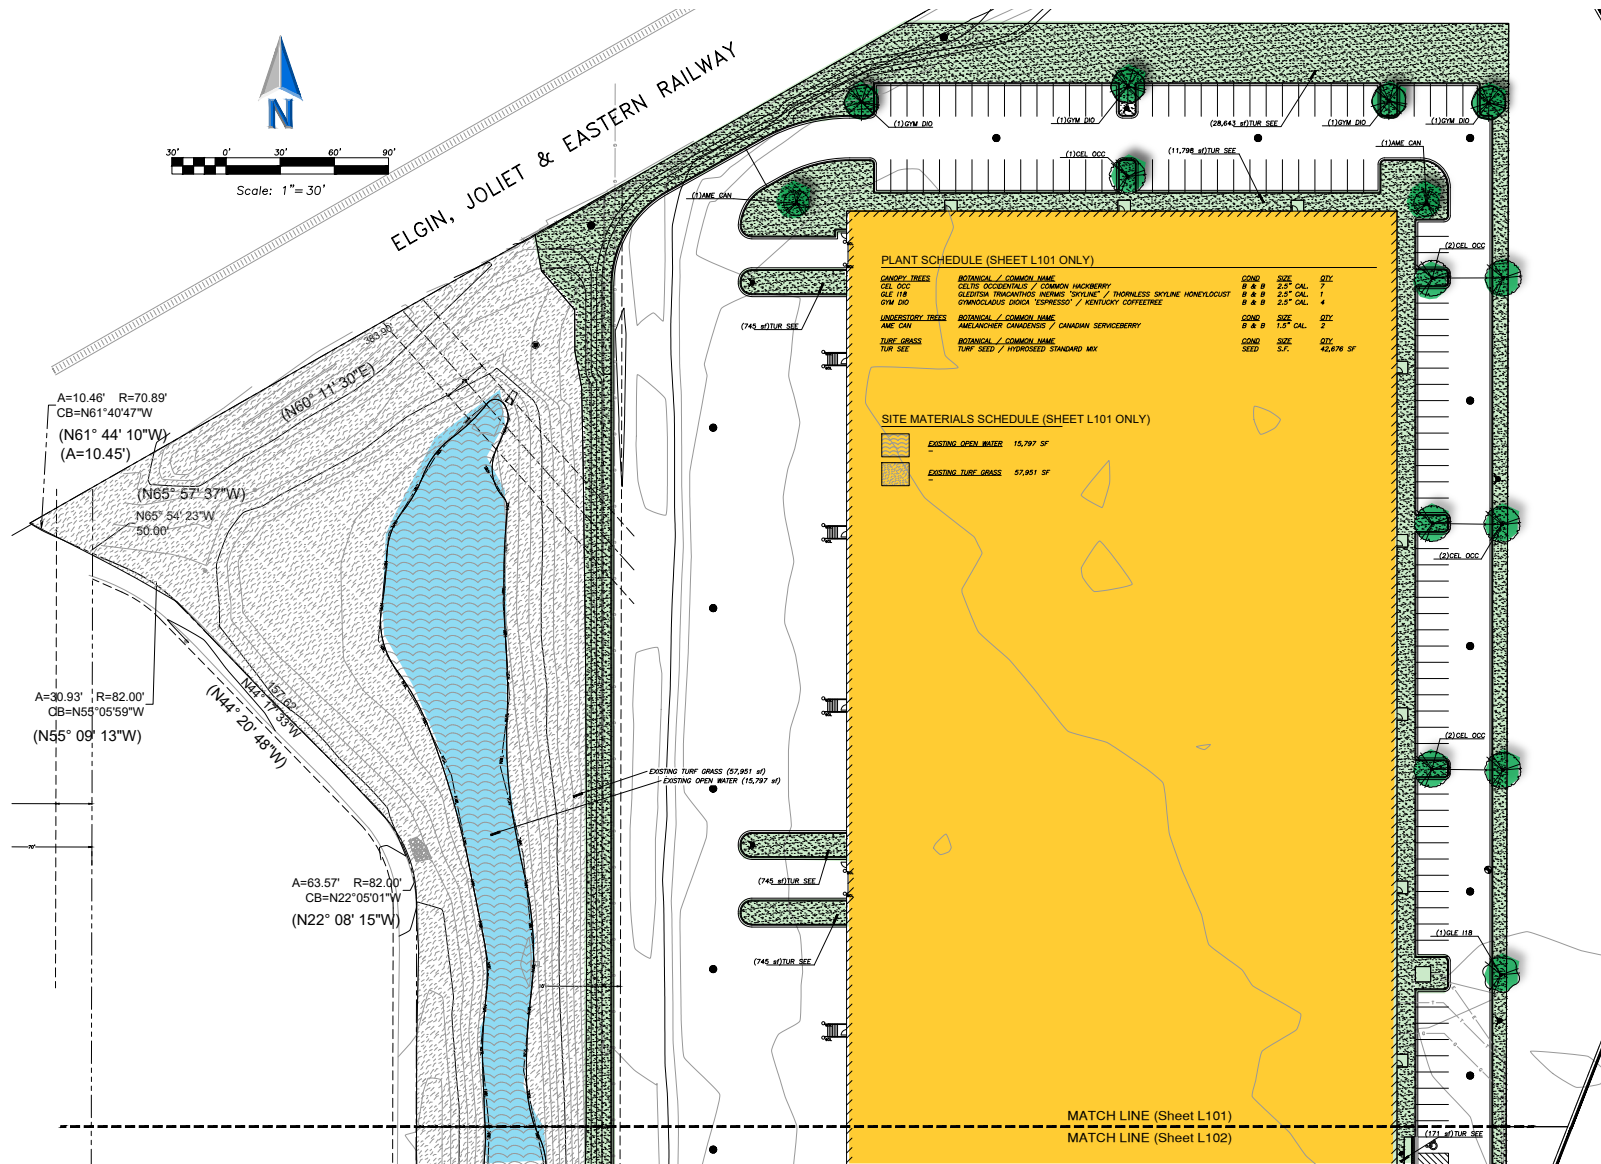 N
30' 0' 30' 60' 90'
Scale: 1"= 30'
ELGIN, JOLIET & EASTERN RAILWAY
(1)GYM DIO
(1)GYM DIO
(28,643 sf)TUR SEE
(1)GYM DIO
(1)GYM DIO
(1)CEL OCC
(11,798 sf)TUR SEE
(1)AME CAN
(1)AME CAN
(2)CEL OCC
(745 sf)TUR SEE
PLANT SCHEDULE (SHEET L101 ONLY)
CANOPY TREES BOTANICAL / COMMON NAME COND SIZE QTY
CEL OCC CELTIS OCCIDENTALIS / COMMON HACKBERRY B & B 2.5" CAL. 7
GLE I18 GLEDITSIA TRIACANTHOS INERMIS 'SKYLINE' / THORNLESS SKYLINE HONEYLOCUST B & B 2.5" CAL. 1
GYM DIO GYMNOCLADUS DIOICA 'ESPRESSO' / KENTUCKY COFFEETREE B & B 2.5" CAL. 4
UNDERSTORY TREES BOTANICAL / COMMON NAME COND SIZE QTY
AME CAN AMELANCHIER CANADENSIS / CANADIAN SERVICEBERRY B & B 1.5" CAL. 2
TURF GRASS BOTANICAL / COMMON NAME COND SIZE QTY
TUR SEE TURF SEED / HYDROSEED STANDARD MIX SEED S.F. 42,676 SF
SITE MATERIALS SCHEDULE (SHEET L101 ONLY)
EXISTING OPEN WATER 15,797 SF
EXISTING TURF GRASS 57,951 SF
383.90'
(N60° 11' 30"E)
A=10.46' R=70.89'
CB=N61°40'47"W
(N61° 44' 10"W)
(A=10.45')
(N65° 57' 37"W)
N65° 54' 23"W
50.00'
A=30.93' R=82.00'
CB=N55°05'59"W
(N55° 09' 13"W)
157.62'
N44° 17' 33"W
(N44° 20' 48"W)
(2)CEL OCC
(2)CEL OCC
EXISTING TURF GRASS (57,951 sf)
EXISTING OPEN WATER (15,797 sf)
70'
A=63.57' R=82.00'
CB=N22°05'01"W
(N22° 08' 15"W)
(745 sf)TUR SEE
(745 sf)TUR SEE
(1)GLE I18
MATCH LINE (Sheet L101)
MATCH LINE (Sheet L102)
(171 sf)TUR SEE